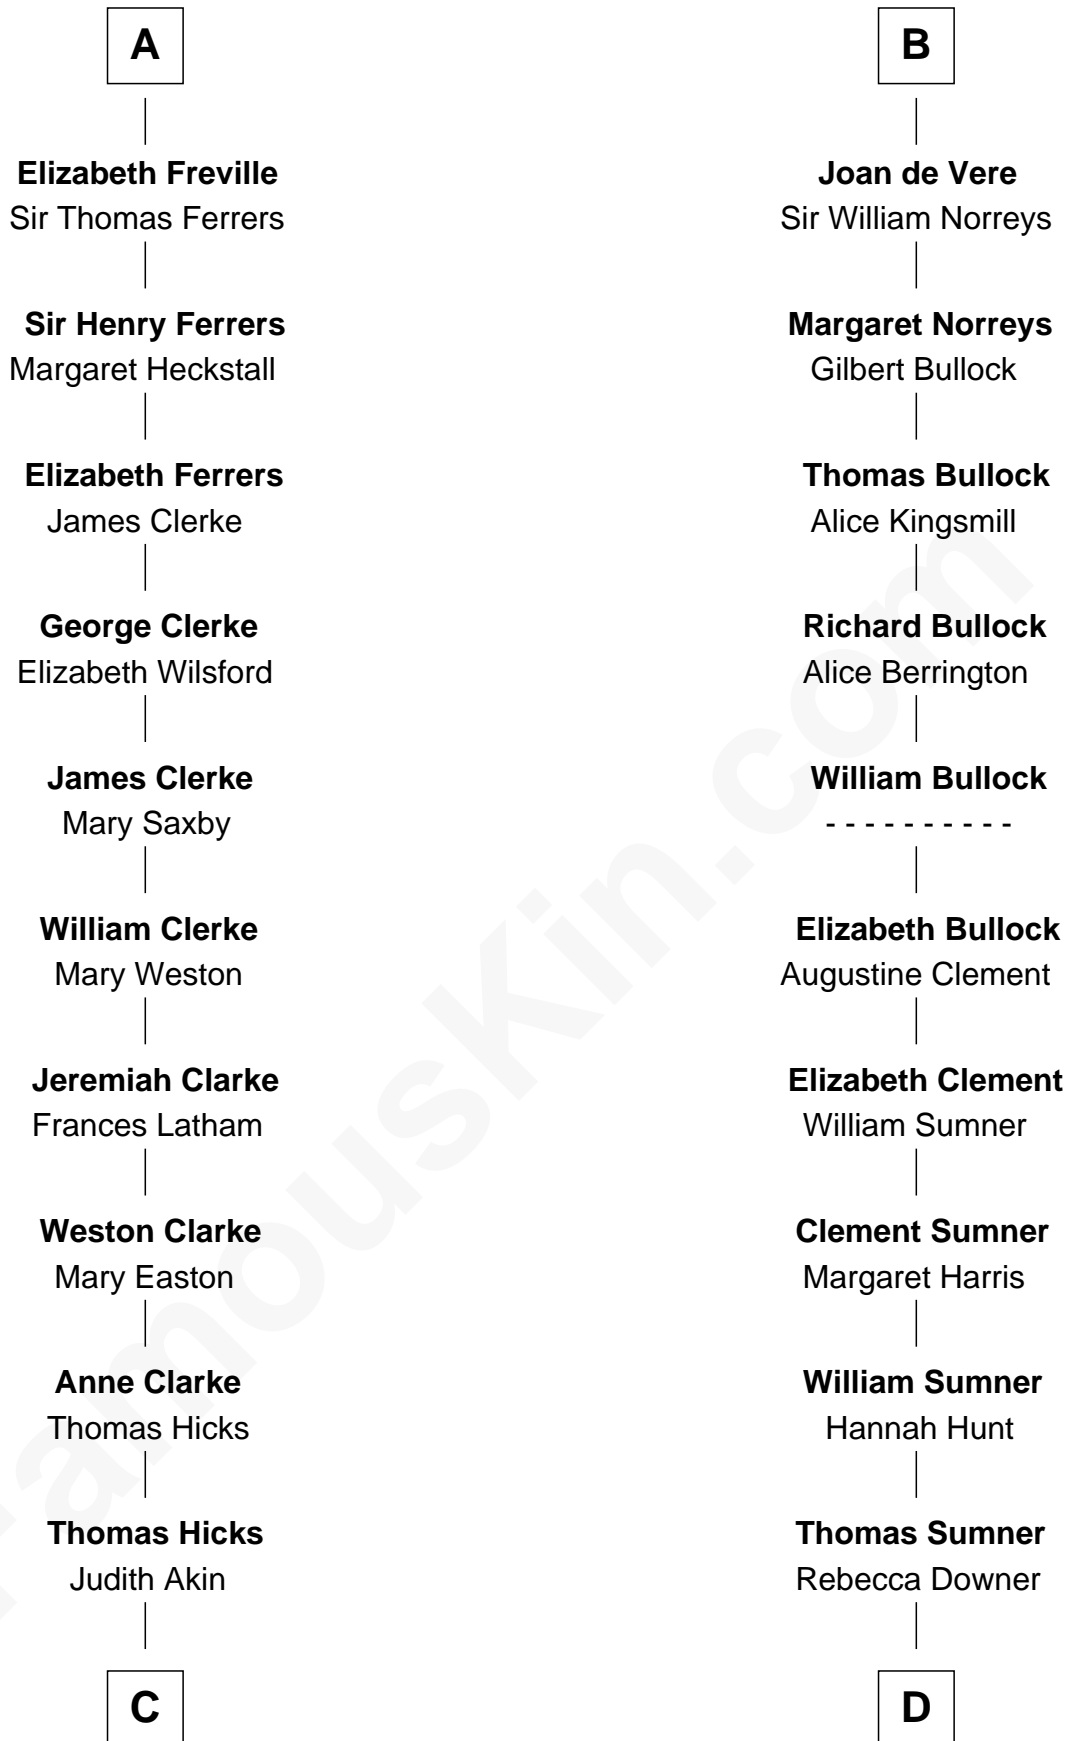 A
Elizabeth Freville
Sir Thomas Ferrers
Sir Henry Ferrers
Margaret Heckstall
Elizabeth Ferrers
James Clerke
George Clerke
Elizabeth Wilsford
James Clerke
Mary Saxby
William Clerke
Mary Weston
Jeremiah Clarke
Frances Latham
Weston Clarke
Mary Easton
Anne Clarke
Thomas Hicks
Thomas Hicks
Judith Akin
C
B
Joan de Vere
Sir William Norreys
Margaret Norreys
Gilbert Bullock
Thomas Bullock
Alice Kingsmill
Richard Bullock
Alice Berrington
William Bullock
- - - - - - - - - -
Elizabeth Bullock
Augustine Clement
Elizabeth Clement
William Sumner
Clement Sumner
Margaret Harris
William Sumner
Hannah Hunt
Thomas Sumner
Rebecca Downer
D
FamousKin.com